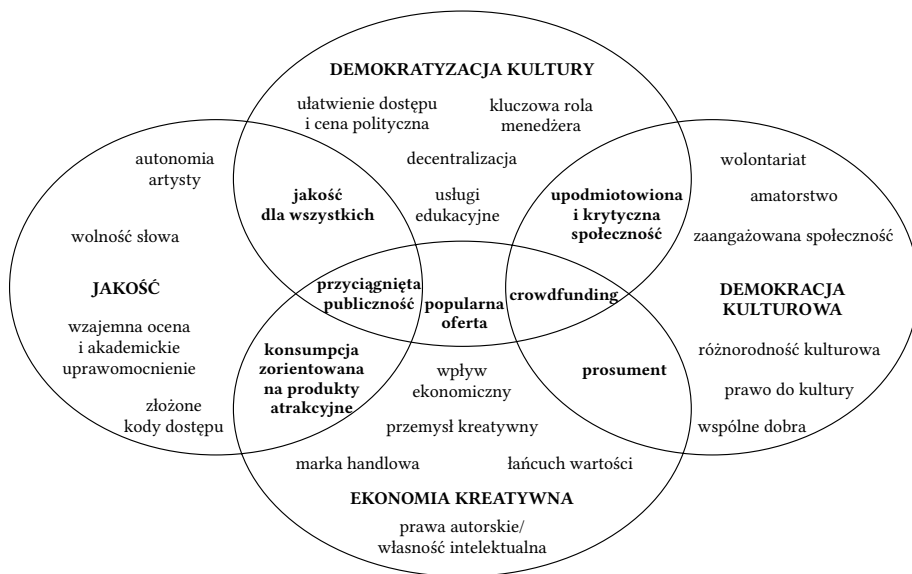 DEMOKRATYZACJA KULTURY
ułatwienie dostępu
i cena polityczna
kluczowa rola
menedżera
decentralizacja
usługi
edukacyjne
autonomia
artysty
jakość
dla wszystkich
upodmiotowiona
i krytyczna
społeczność
wolontariat
amatorstwo
zaangażowana społeczność
wolność słowa
JAKOŚĆ
wzajemna ocena
i akademickie
uprawomocnienie
złożone
kody dostępu
przyciągnięta
publiczność
popularna
oferta
crowdfunding
DEMOKRACJA
KULTUROWA
różnorodność kulturowa
prawo do kultury
wspólne dobra
konsumpcja
zorientowana
na produkty
atrakcyjne
wpływ
ekonomiczny
prosument
przemysł kreatywny
marka handlowa
łańcuch wartości
EKONOMIA KREATYWNA
prawa autorskie/
własność intelektualna